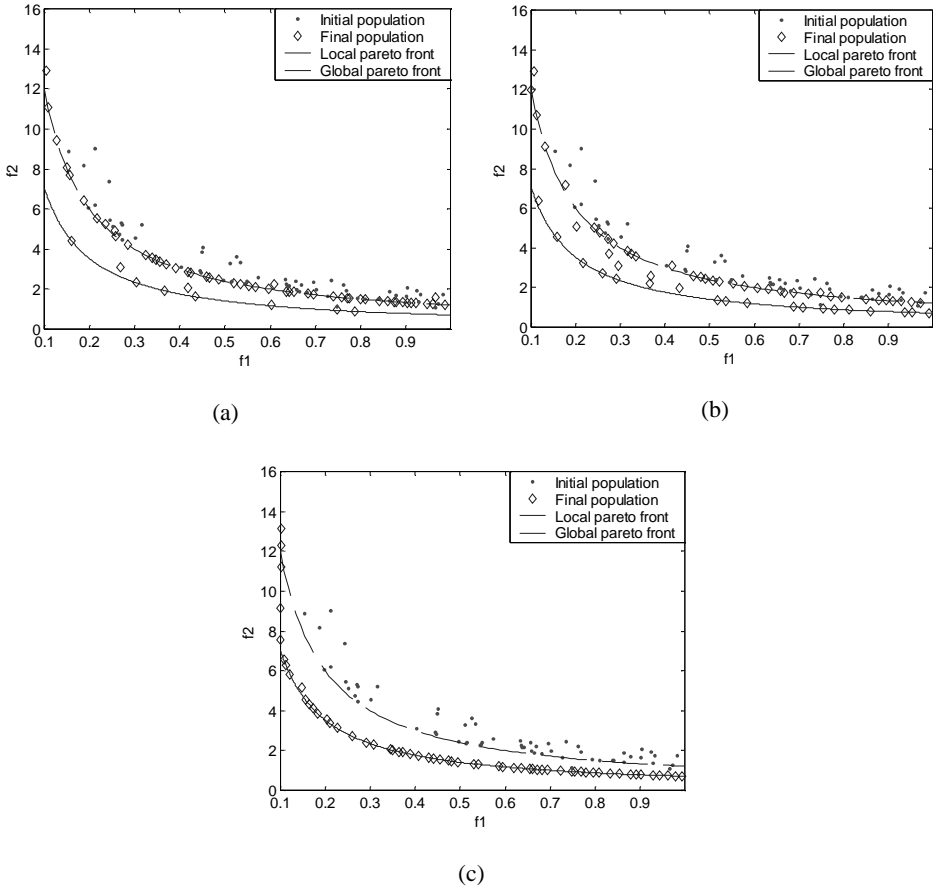 16
14
12
10
8
6
4
2
0
f2
0.1 0.2 0.3 0.4 0.5 0.6 0.7 0.8 0.9
f1
Initial population
Final population
Local pareto front
Global pareto front
(a)
16
14
12
10
8
6
4
2
0
f2
0.1 0.2 0.3 0.4 0.5 0.6 0.7 0.8 0.9
f1
Initial population
Final population
Local pareto front
Global pareto front
(b)
16
14
12
10
8
6
4
2
0
f2
0.1 0.2 0.3 0.4 0.5 0.6 0.7 0.8 0.9
f1
Initial population
Final population
Local pareto front
Global pareto front
(c)